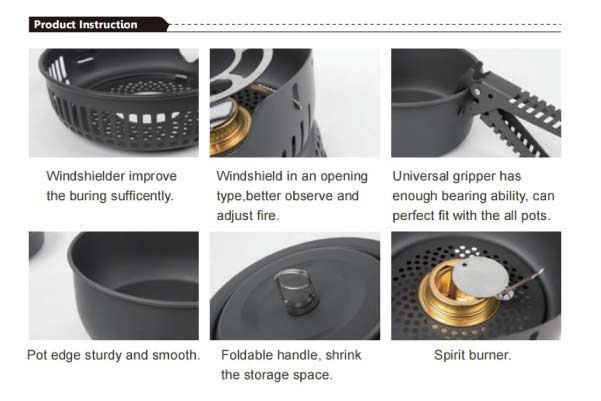 Product Instruction
Windshielder improve
the buring sufficently.
Windshield in an opening
type,better observe and
adjust fire.
Universal gripper has
enough bearing ability, can
perfect fit with the all pots.
Pot edge sturdy and smooth.
Foldable handle, shrink
the storage space.
Spirit burner.